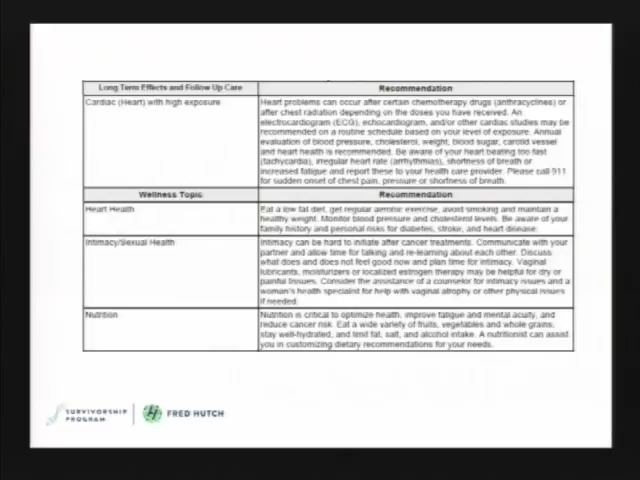 Long Term Effects and Follow Up Care
Recommendation
Cardiac (Heart) with high exposure
Heart problems can occur after certain chemotherapy drugs (anthracyclines) or
after chest radiation depending on the doses you have received. An
electrocardiogram (ECG), echocardiogram, and/or other cardiac studies may be
recommended on a routine schedule based on your level of exposure. Annual
evaluation of blood pressure, cholesterol, weight, blood sugar, carotid vessel
and heart health is recommended. Be aware of your heart beating too fast
(tachycardia), irregular heart rate (arrhythmias), shortness of breath or
increased fatigue and report these to your health care provider. Please call 911
for sudden onset of chest pain, pressure or shortness of breath.
Wellness Topic
Recommendation
Heart Health
Eat a low fat diet, get regular aerobic exercise, avoid smoking and maintain a
healthy weight. Monitor blood pressure and cholesterol levels. Be aware of your
family history and personal risks for diabetes, stroke, and heart disease.
Intimacy/Sexual Health
Intimacy can be hard to initiate after cancer treatments. Communicate with your
partner and allow time for talking and re-learning about each other. Discuss
what does and does not feel good now and plan time for intimacy. Vaginal
lubricants, moisturizers or localized estrogen therapy may be helpful for dry or
painful tissues. Consider the assistance of a counselor for intimacy issues and a
woman's health specialist for help with vaginal atrophy or other physical issues
if needed.
Nutrition
Nutrition is critical to optimize health, improve fatigue and mental acuity, and
reduce cancer risk. Eat a wide variety of fruits, vegetables and whole grains,
stay well-hydrated, and limit fat, salt, and alcohol intake. A nutritionist can assist
you in customizing dietary recommendations for your needs.
SURVIVORSHIP
PROGRAM
FRED HUTCH